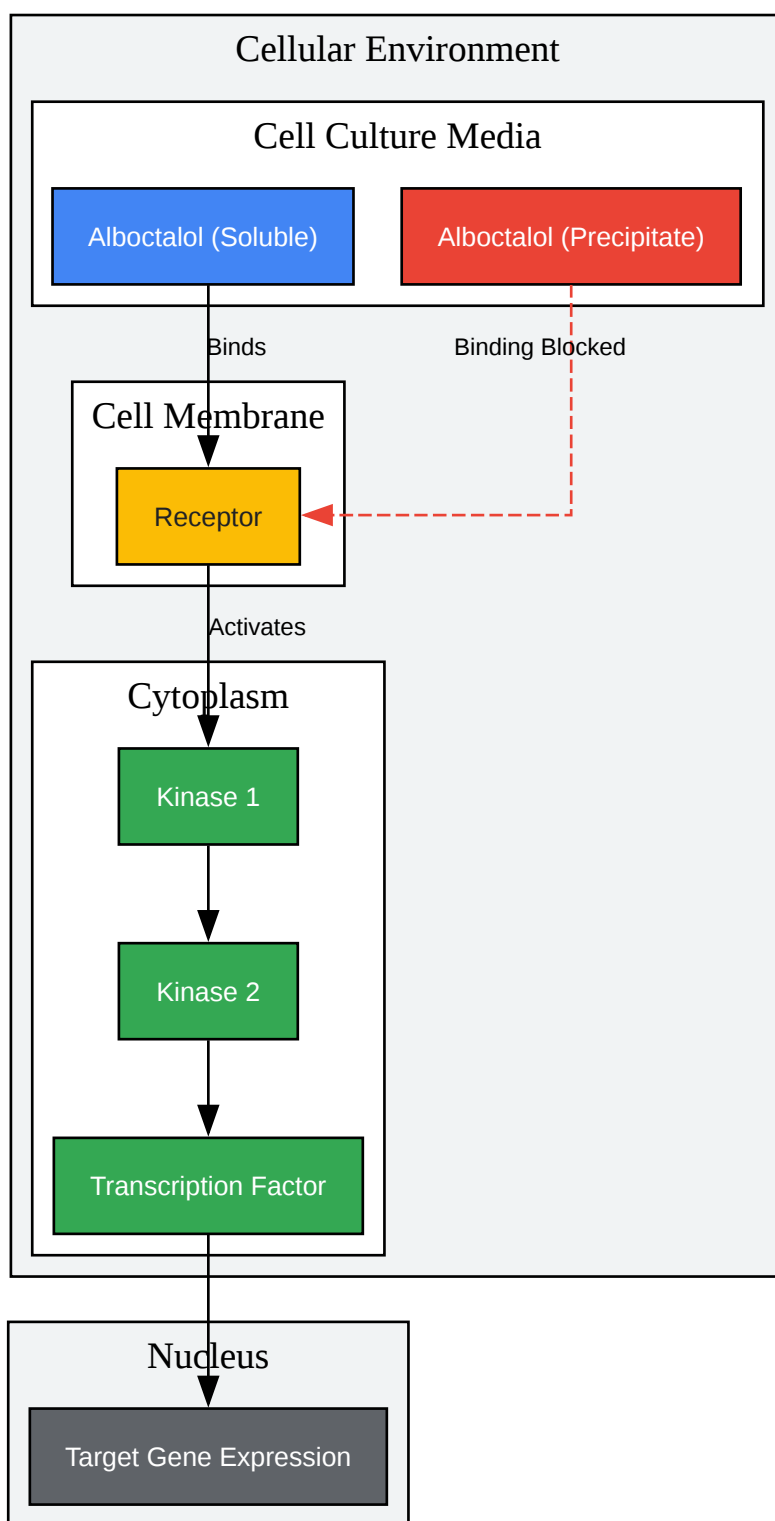 Cellular Environment
Cell Culture Media
Alboctalol (Soluble)
Alboctalol (Precipitate)
Binds
Binding Blocked
Cell Membrane
Receptor
Activates
Cytoplasm
Kinase 1
Kinase 2
Transcription Factor
Nucleus
Target Gene Expression